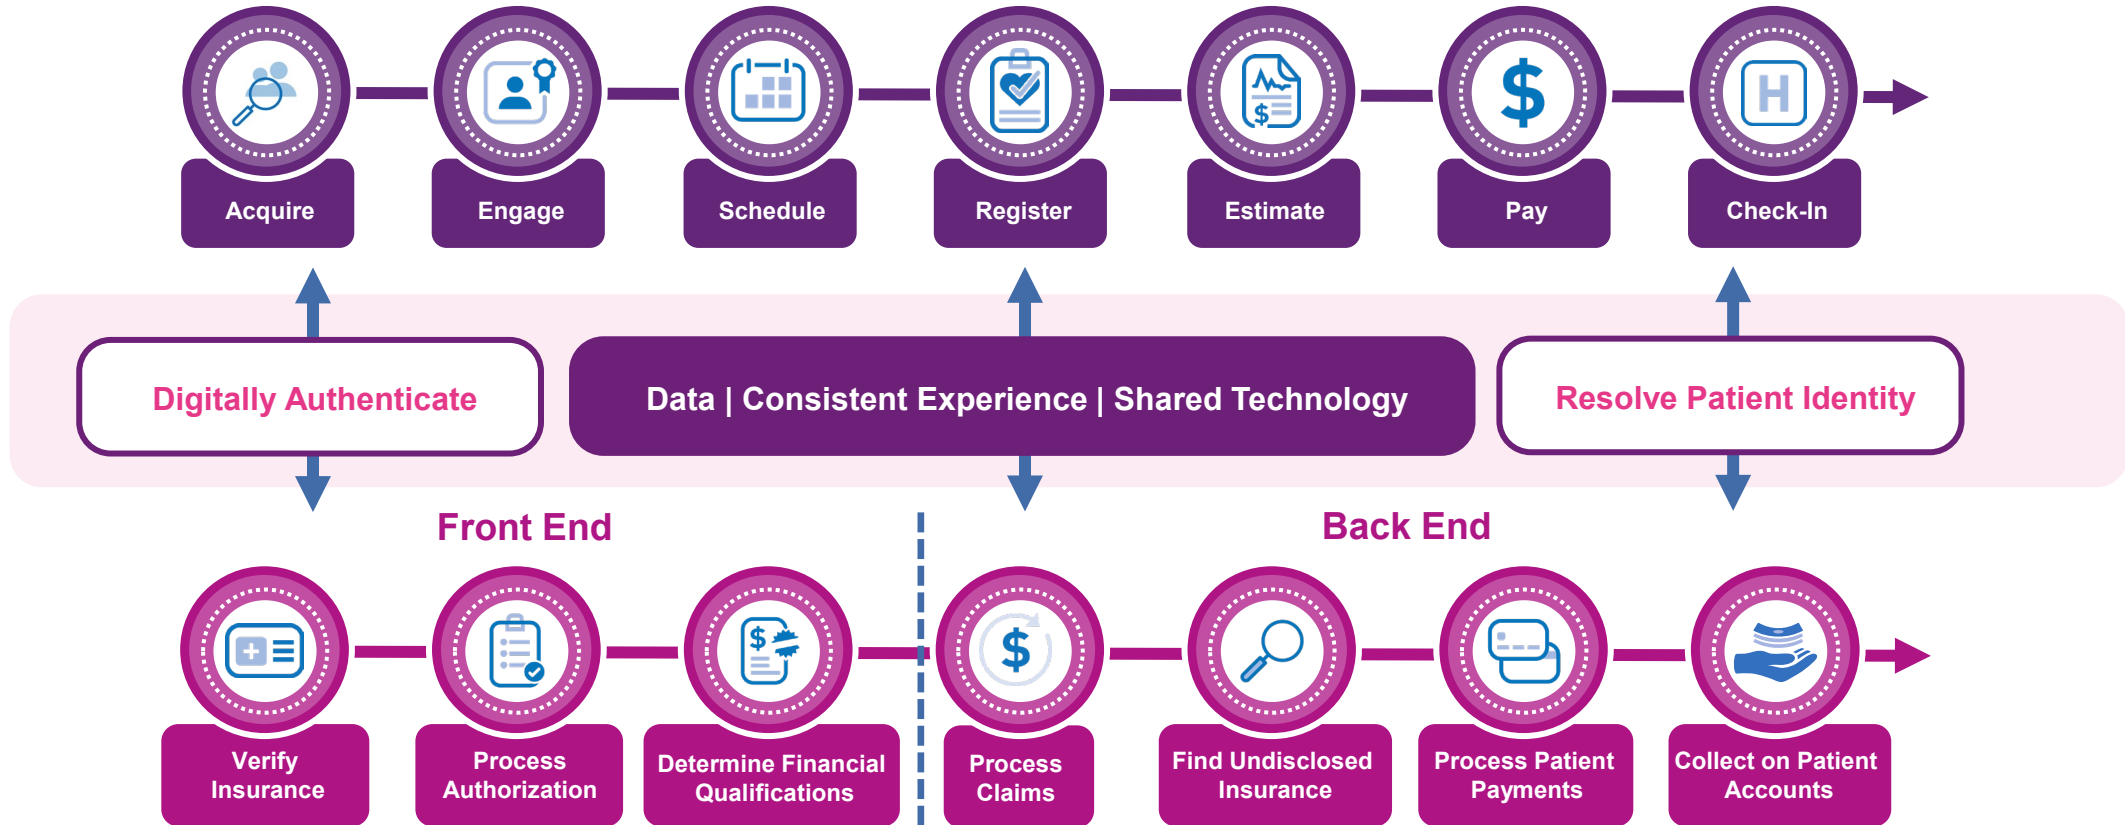 Acquire
Engage
Schedule
Register
Estimate
$
Pay
H
Check-In
Digitally Authenticate
Data | Consistent Experience | Shared Technology
Resolve Patient Identity
Front End
Back End
Verify
Insurance
Process
Authorization
$
Determine Financial
Qualifications
$
Process
Claims
Find Undisclosed
Insurance
Process Patient
Payments
Collect on Patient
Accounts